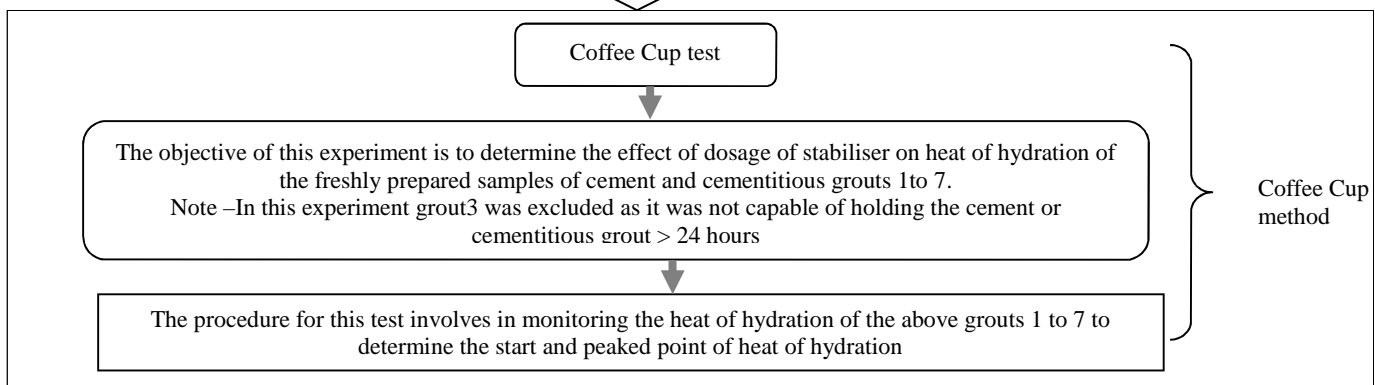 Coffee Cup test
The objective of this experiment is to determine the effect of dosage of stabiliser on heat of hydration of
the freshly prepared samples of cement and cementitious grouts 1to 7.
Note –In this experiment grout3 was excluded as it was not capable of holding the cement or
cementitious grout > 24 hours
The procedure for this test involves in monitoring the heat of hydration of the above grouts 1 to 7 to
determine the start and peaked point of heat of hydration
Coffee Cup
method